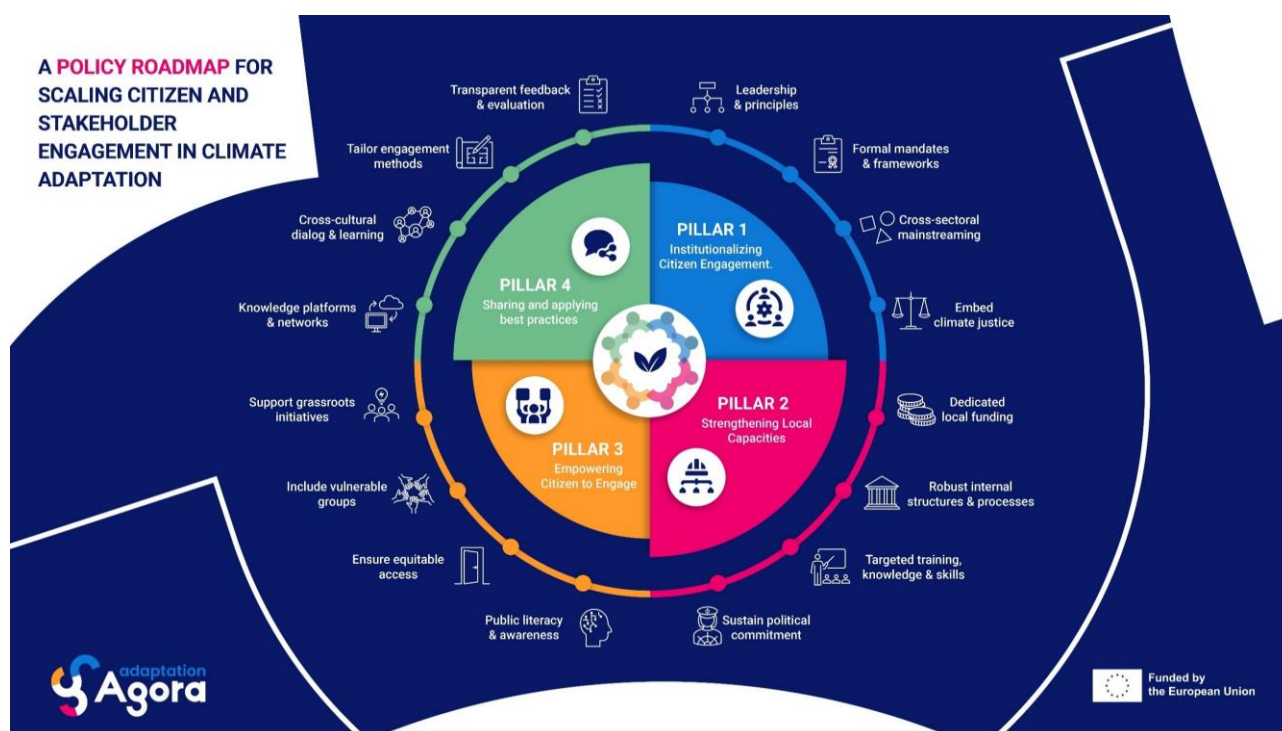 A POLICY ROADMAP FOR
SCALING CITIZEN AND
STAKEHOLDER
ENGAGEMENT IN CLIMATE
ADAPTATION
Transparent feedback
& evaluation
Leadership
& principles
Tailor engagement
methods
Formal mandates
& frameworks
Cross-cultural
dialog & learning
Cross-sectoral
mainstreaming
Knowledge platforms
& networks
Embed
climate justice
Support grassroots
initiatives
Dedicated
local funding
Include vulnerable
groups
Robust internal
structures & processes
Ensure equitable
access
Targeted training,
knowledge & skills
Public literacy
& awareness
Sustain political
commitment
PILLAR 1
Institutionalizing
Citizen Engagement.
PILLAR 2
Strengthening Local
Capacities
PILLAR 3
Empowering
Citizen to Engage
PILLAR 4
Sharing and applying
best practices
adaptation
Agora
Funded by
the European Union